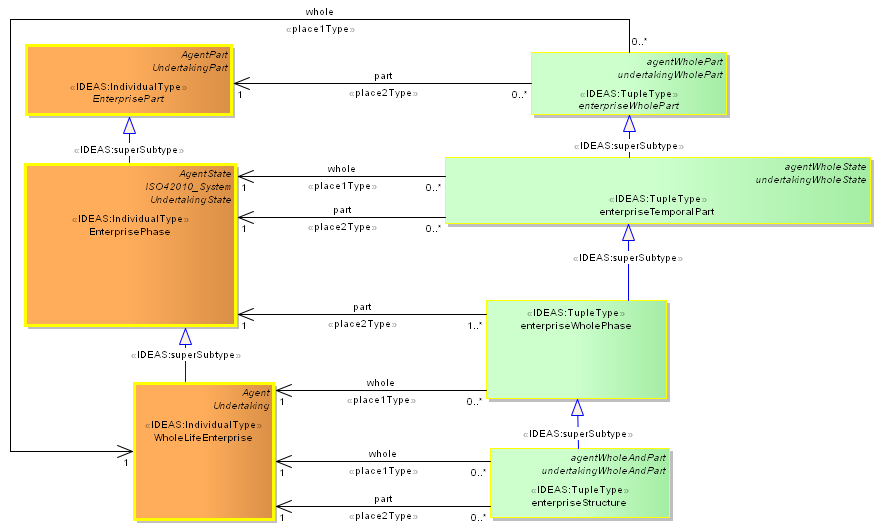 whole
«place1Type»
0..*
AgentPart
UndertakingPart
«IDEAS:IndividualType»
EnterprisePart
part
«place2Type»
1
0..*
agentWholePart
undertakingWholePart
«IDEAS:TupleType»
enterpriseWholePart
«IDEAS:superSubtype»
«IDEAS:superSubtype»
AgentState
ISO42010_System
UndertakingState
«IDEAS:IndividualType»
EnterprisePhase
whole
«place1Type»
1
0..*
part
«place2Type»
1
0..*
agentWholeState
undertakingWholeState
«IDEAS:TupleType»
enterpriseTemporalPart
«IDEAS:superSubtype»
part
«place2Type»
1
1..*
«IDEAS:TupleType»
enterpriseWholePhase
«IDEAS:superSubtype»
Agent
Undertaking
«IDEAS:IndividualType»
WholeLifeEnterprise
whole
«place1Type»
1
0..*
«IDEAS:superSubtype»
whole
«place1Type»
1
0..*
1
agentWholeAndPart
undertakingWholeAndPart
«IDEAS:TupleType»
enterpriseStructure
part
«place2Type»
1
0..*